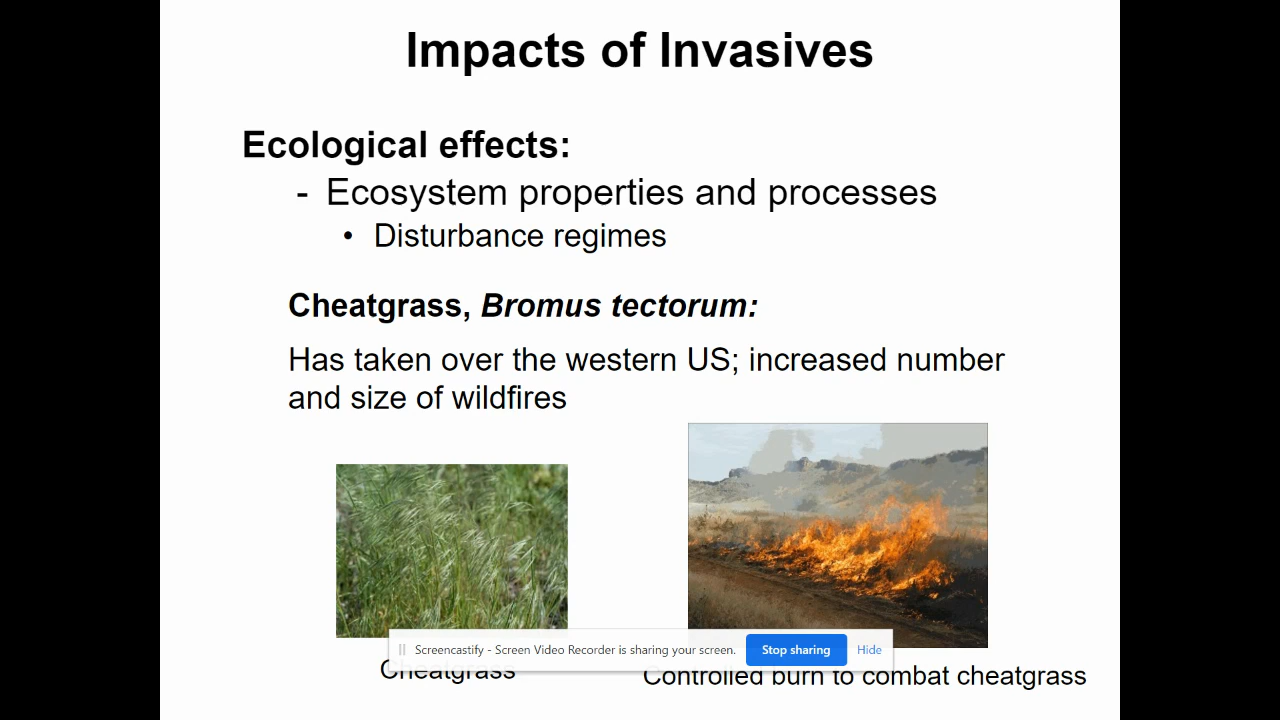 Impacts of Invasives
Ecological effects:
- Ecosystem properties and processes
• Disturbance regimes
Cheatgrass, Bromus tectorum:
Has taken over the western US; increased number
and size of wildfires
Screencastify - Screen Video Recorder is sharing your screen. Stop sharing Hide
Cheatgrass
Controlled burn to combat cheatgrass